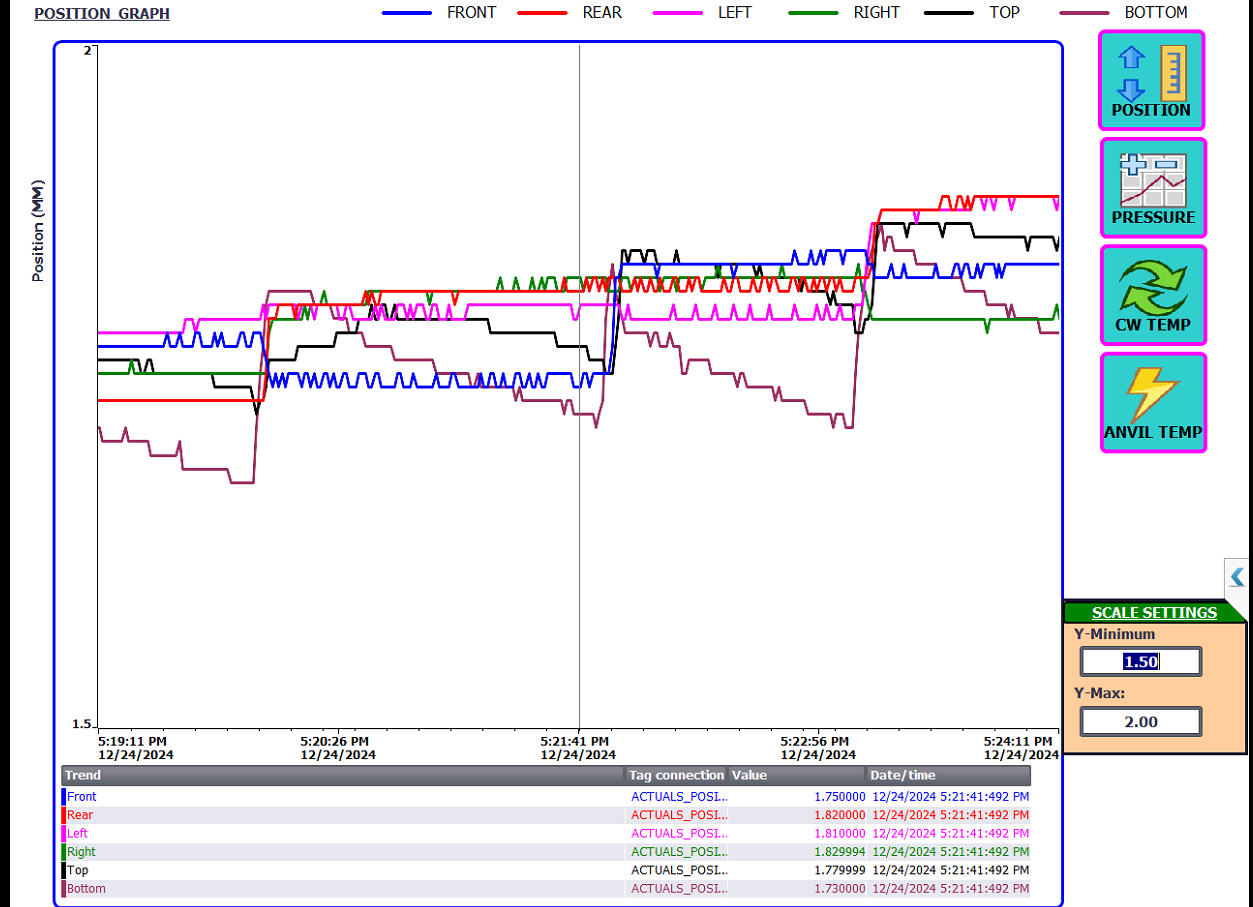 POSITION GRAPH
FRONT REAR LEFT RIGHT TOP BOTTOM
2
Position (MM)
1.5
5:19:11 PM 5:20:26 PM 5:21:41 PM 5:22:56 PM 5:24:11 PM
12/24/2024 12/24/2024 12/24/2024 12/24/2024 12/24/2024
POSITION
PRESSURE
CW TEMP
ANVIL TEMP
SCALE SETTINGS
Y-Minimum
1.50
Y-Max:
2.00
Trend Tag connection Value Date/time
Front ACTUALS_POSI... 1.750000 12/24/2024 5:21:41:492 PM
Rear ACTUALS_POSI... 1.820000 12/24/2024 5:21:41:492 PM
Left ACTUALS_POSI... 1.810000 12/24/2024 5:21:41:492 PM
Right ACTUALS_POSI... 1.829994 12/24/2024 5:21:41:492 PM
Top ACTUALS_POSI... 1.779999 12/24/2024 5:21:41:492 PM
Bottom ACTUALS_POSI... 1.730000 12/24/2024 5:21:41:492 PM